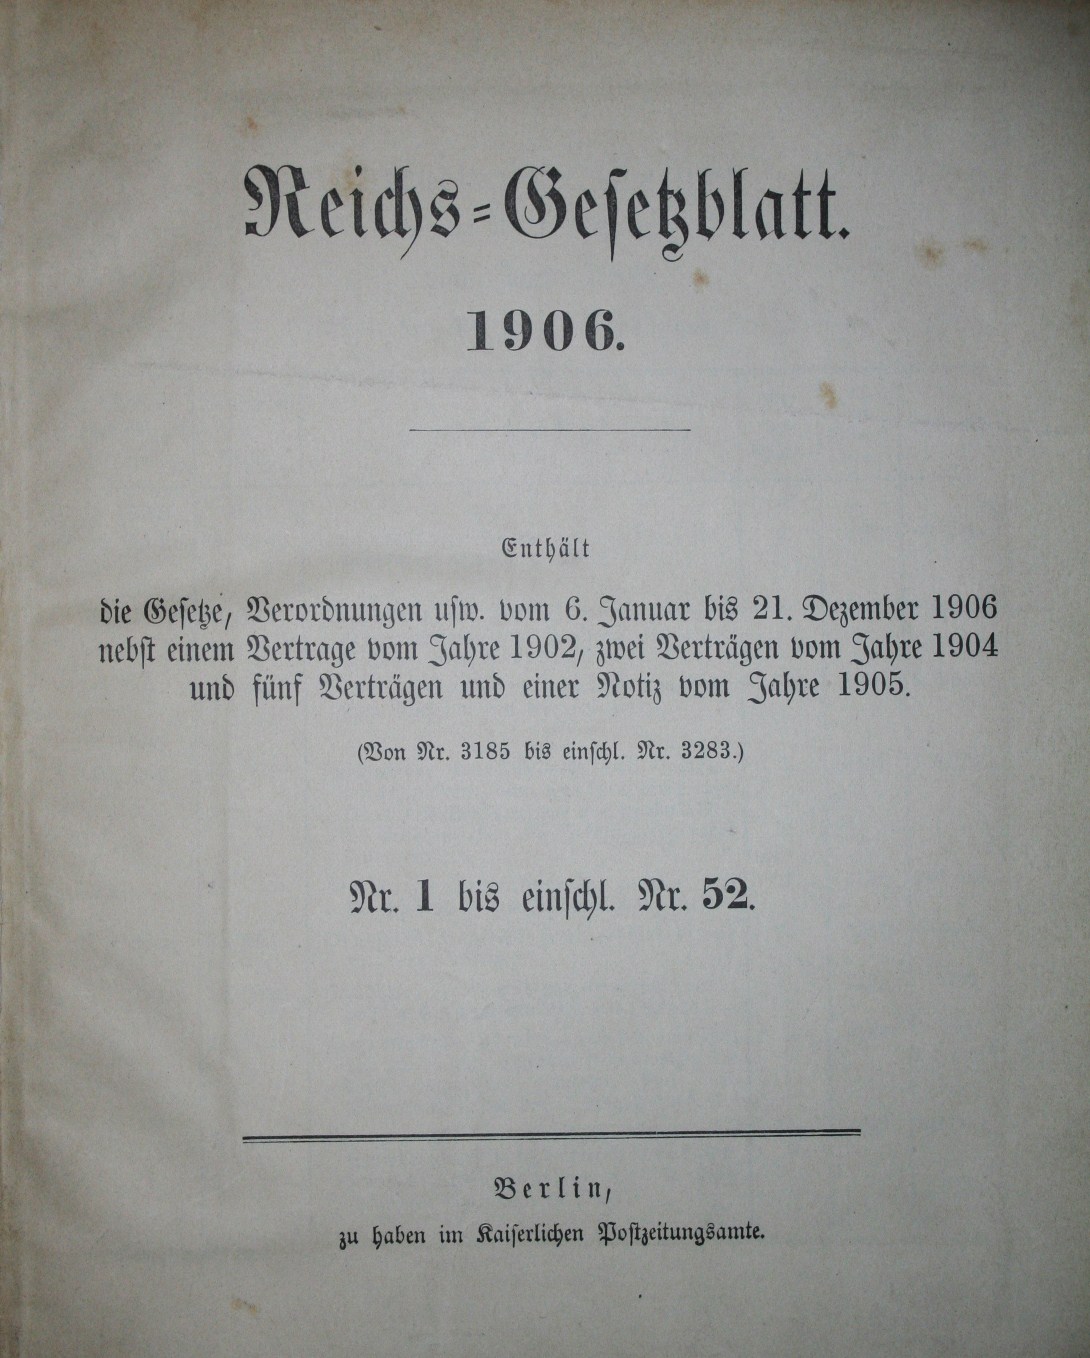 Reichs-Gesetzblatt.
1906.
Enthält
die Gesetze, Verordnungen usw. vom 6. Januar bis 21. Dezember 1906
nebst einem Vertrage vom Jahre 1902, zwei Verträgen vom Jahre 1904
und fünf Verträgen und einer Notiz vom Jahre 1905.
(Von Nr. 3185 bis einschl. Nr. 3283.)
Nr. 1 bis einschl. Nr. 52.
Berlin,
zu haben im Kaiserlichen Postzeitungsamte.